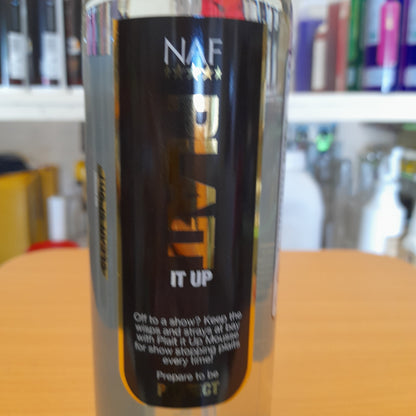 NAF
PLAIT
IT UP
Off to a show? Keep the
wisps and strays at bay
with Plait it Up Mousse
for show stopping plaits
every time!
Prepare to be